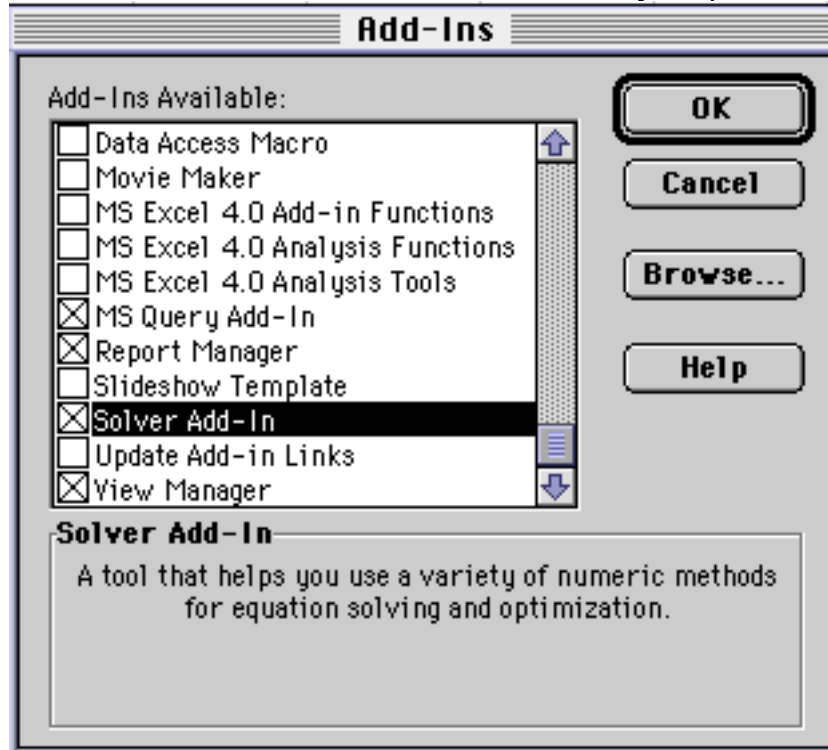 Add-Ins
Add-Ins Available:
Data Access Macro
Movie Maker
MS Excel 4.0 Add-in Functions
MS Excel 4.0 Analysis Functions
MS Excel 4.0 Analysis Tools
MS Query Add-In
Report Manager
Slideshow Template
Solver Add-In
Update Add-in Links
View Manager
OK
Cancel
Browse...
Help
Solver Add-In
A tool that helps you use a variety of numeric methods
for equation solving and optimization.